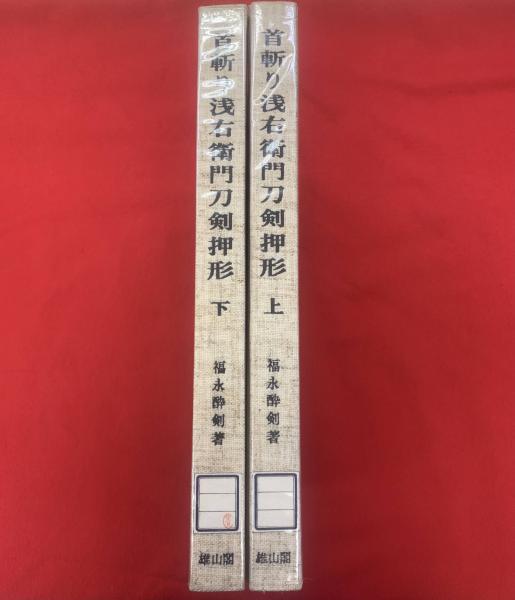 首斬り浅右衛門刀剣押形 上
福永酔剣著
雄山閣
首斬り浅右衛門刀剣押形 下
福永酔剣著
雄山閣